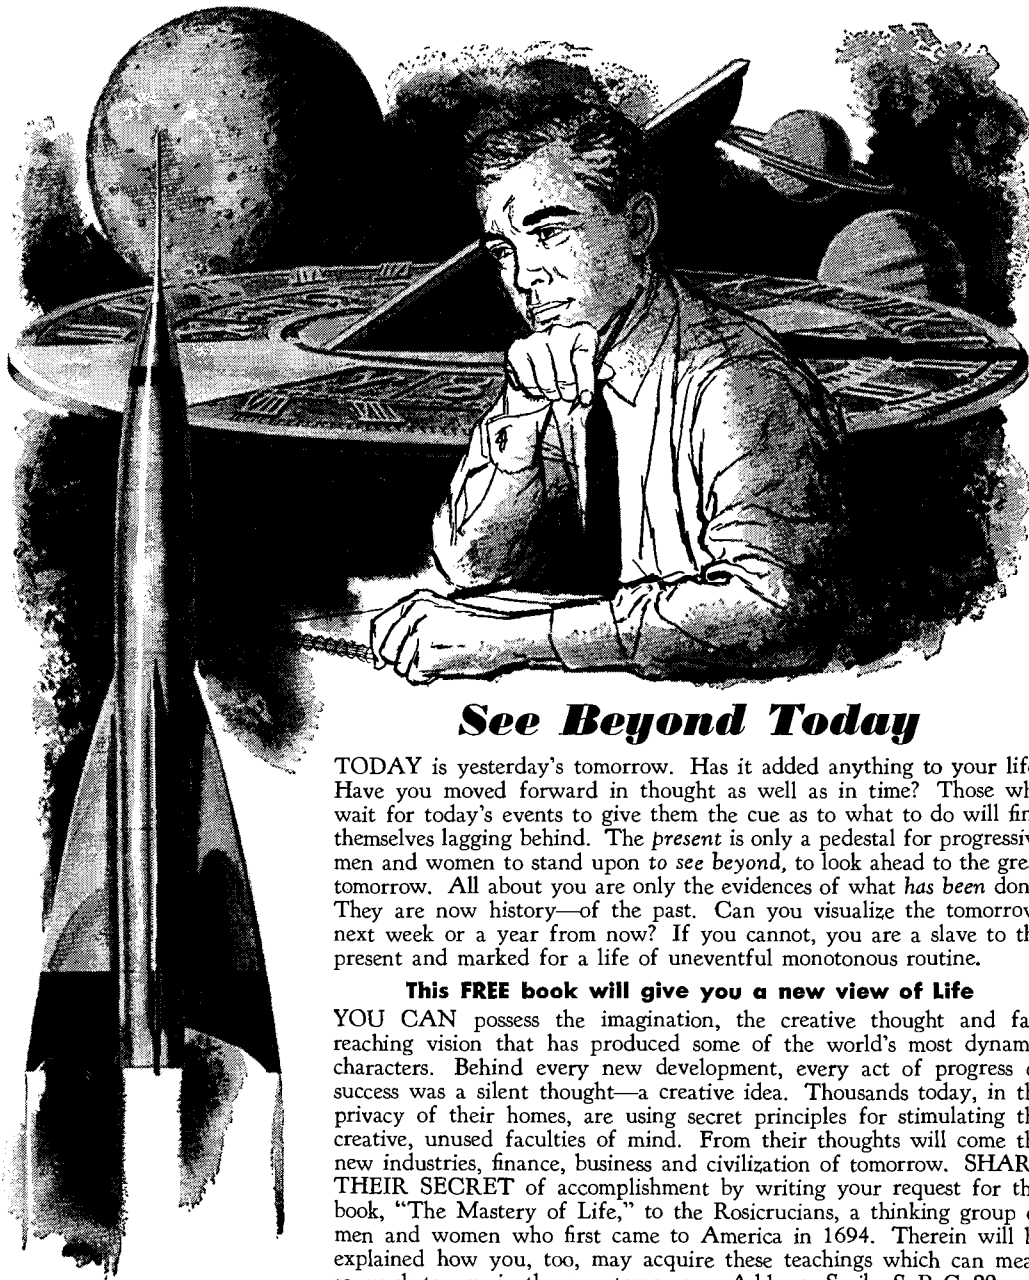 See Beyond Today
TODAY is yesterday's tomorrow. Has it added anything to your lif
Have you moved forward in thought as well as in time? Those wh
wait for today's events to give them the cue as to what to do will fin
themselves lagging behind. The present is only a pedestal for progressiv
men and women to stand upon to see beyond, to look ahead to the grea
tomorrow. All about you are only the evidences of what has been don
They are now history—of the past. Can you visualize the tomorrow
next week or a year from now? If you cannot, you are a slave to th
present and marked for a life of uneventful monotonous routine.
This FREE book will give you a new view of Life
YOU CAN possess the imagination, the creative thought and fa
reaching vision that has produced some of the world's most dynam
characters. Behind every new development, every act of progress
success was a silent thought—a creative idea. Thousands today, in th
privacy of their homes, are using secret principles for stimulating th
creative, unused faculties of mind. From their thoughts will come th
new industries, finance, business and civilization of tomorrow. SHAR
THEIR SECRET of accomplishment by writing your request for th
book, "The Mastery of Life," to the Rosicrucians, a thinking group
men and women who first came to America in 1694. Therein will b
explained how you, too, may acquire these teachings which can mea
VIII
VII